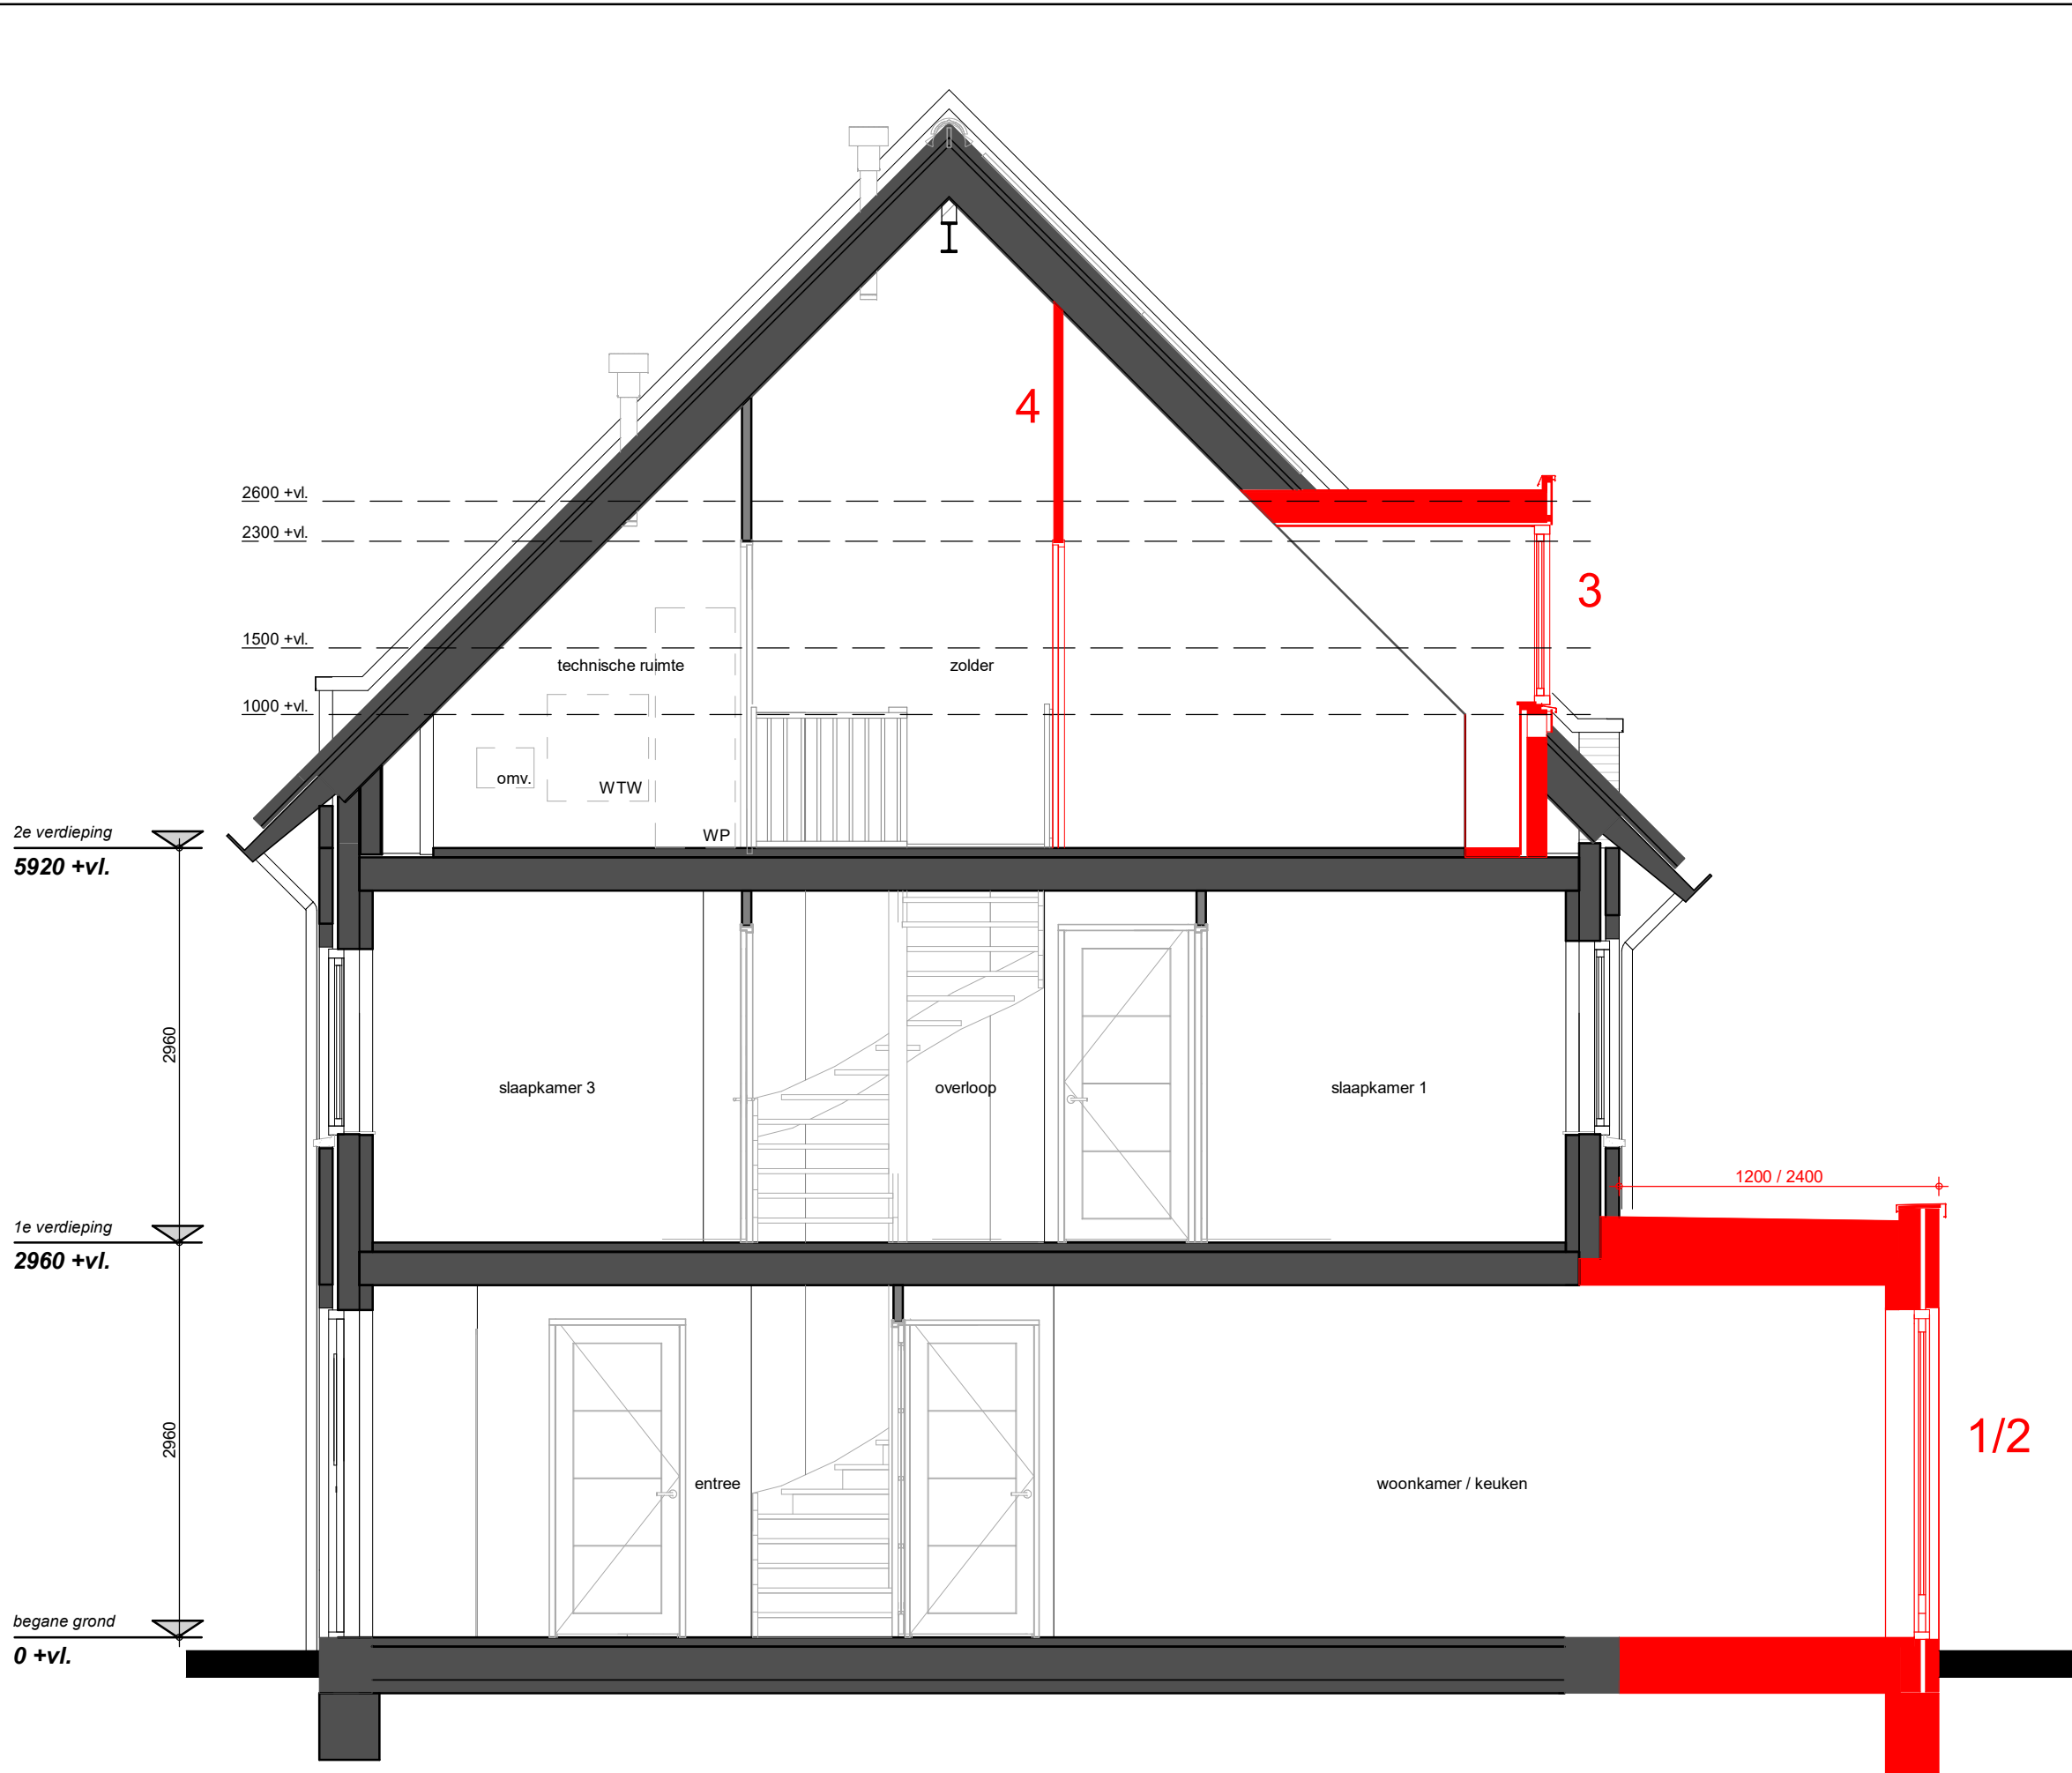 4
2600 +vl.
2300 +vl.
3
1500 +vl.
technische ruimte
zolder
1000 +vl.
omv.
WTW
WP
2e verdieping
5920 +vl.
2960
slaapkamer 3
overloop
slaapkamer 1
1200 / 2400
1e verdieping
2960 +vl.
2960
1/2
entree
woonkamer / keuken
begane grond
0 +vl.